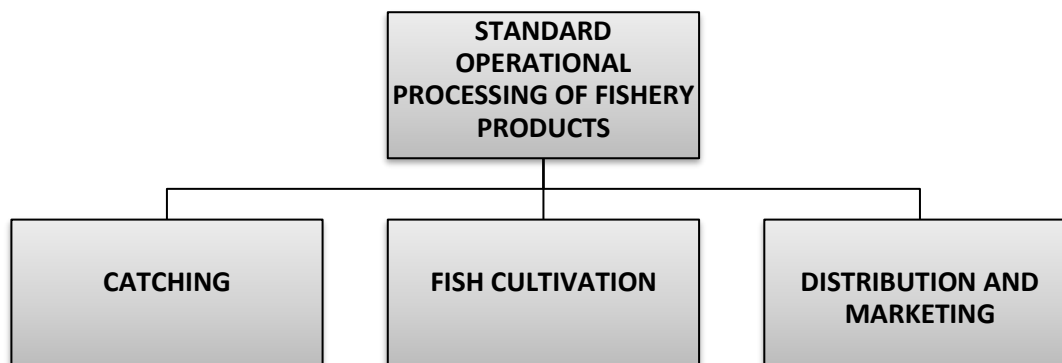 STANDARD
OPERATIONAL
PROCESSING OF FISHERY
PRODUCTS
CATCHING
FISH CULTIVATION
DISTRIBUTION AND
MARKETING